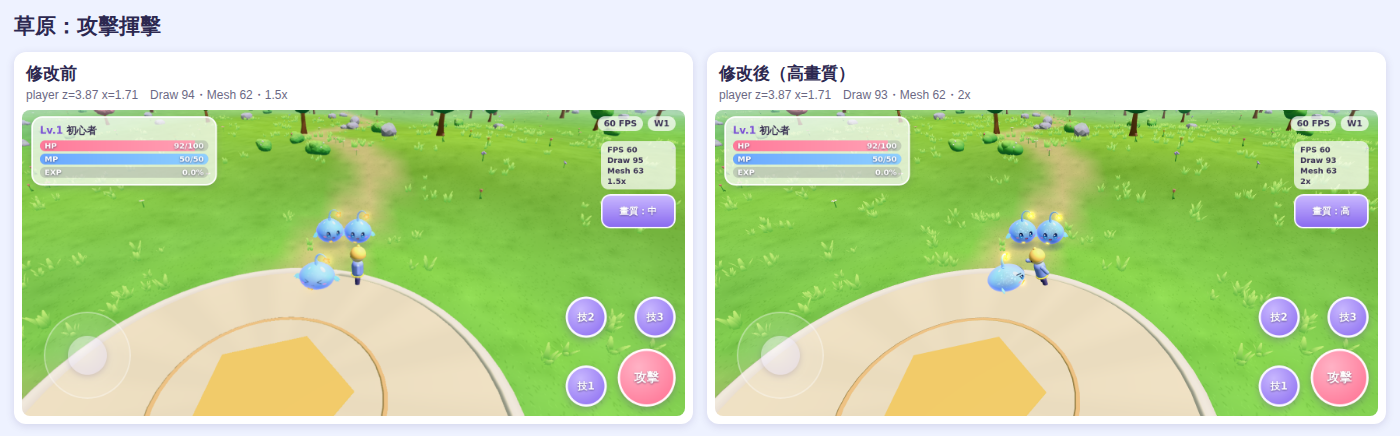 草原：攻擊揮擊
修改前
player z=3.87 x=1.71　Draw 94・Mesh 62・1.5x
Lv.1 初心者
HP 92/100
MP 50/50
EXP 0.0%
60 FPS W1
FPS 60
Draw 95
Mesh 63
1.5x
畫質：中
技2 技3
技1 攻擊
修改後（高畫質）
player z=3.87 x=1.71　Draw 93・Mesh 62・2x
Lv.1 初心者
HP 92/100
MP 50/50
EXP 0.0%
60 FPS W1
FPS 60
Draw 93
Mesh 63
2x
畫質：高
技2 技3
技1 攻擊